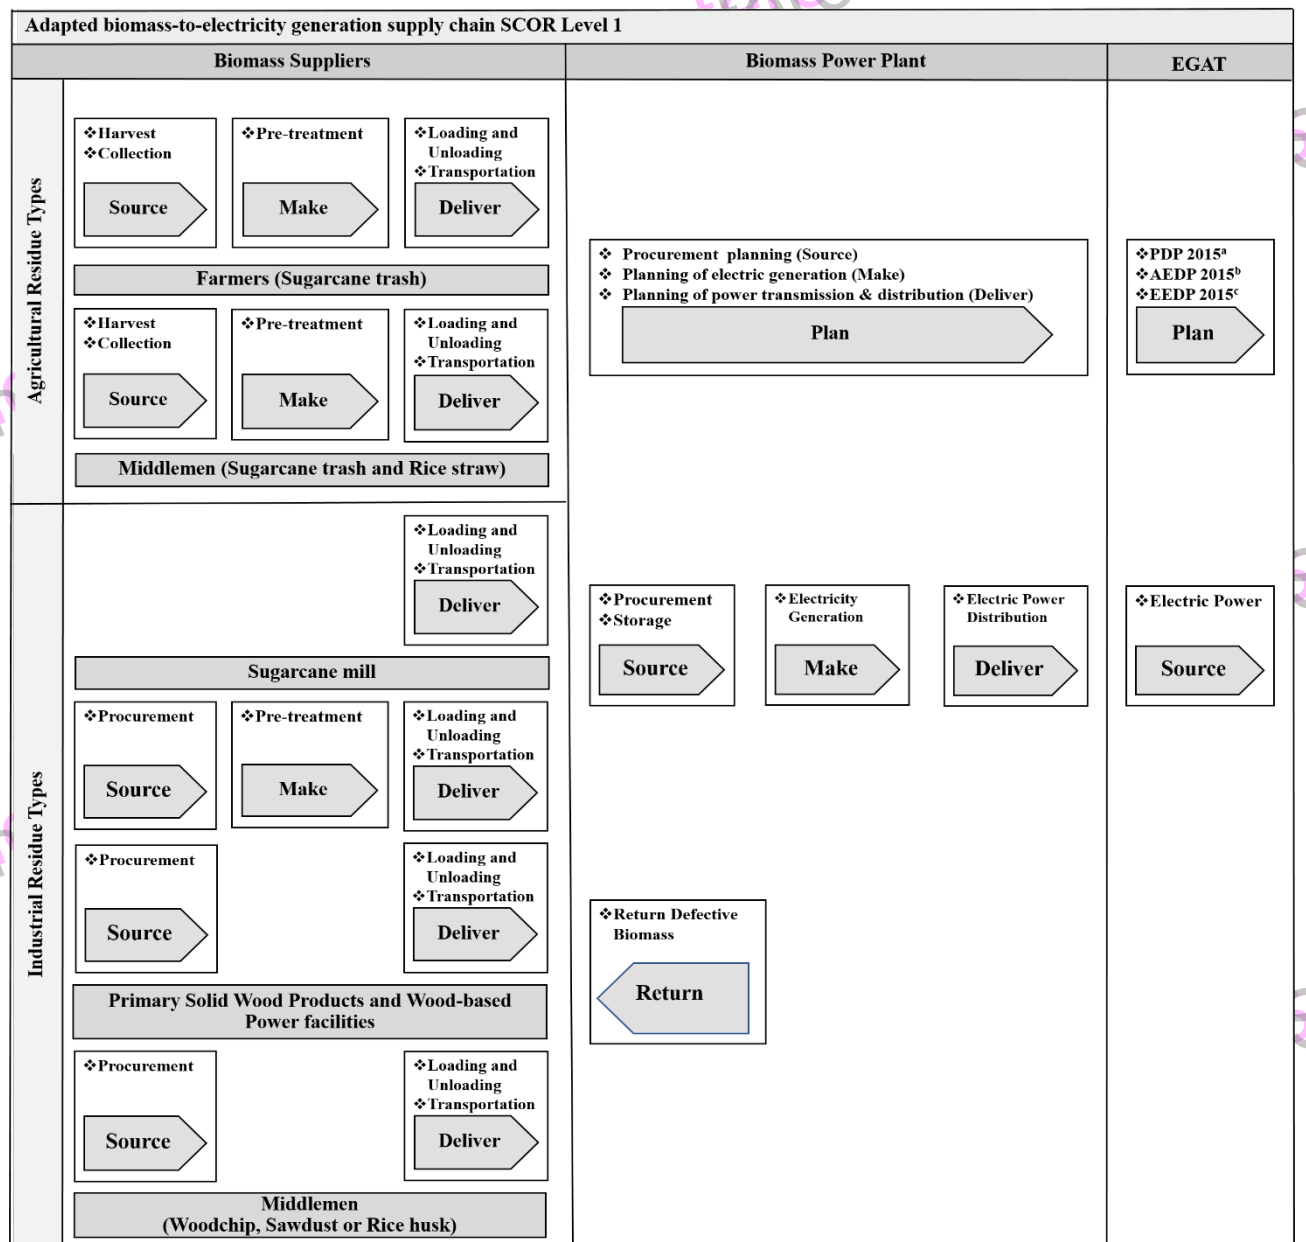 Adapted biomass-to-electricity generation supply chain SCOR Level 1
Biomass Suppliers
Biomass Power Plant
EGAT
Agricultural Residue Types
❖Harvest
❖Collection
Source
❖Pre-treatment
Make
❖Loading and
Unloading
❖Transportation
Deliver
Farmers (Sugarcane trash)
❖Harvest
❖Collection
Source
❖Pre-treatment
Make
❖Loading and
Unloading
❖Transportation
Deliver
Middlemen (Sugarcane trash and Rice straw)
❖ Procurement planning (Source)
❖ Planning of electric generation (Make)
❖ Planning of power transmission & distribution (Deliver)
Plan
❖PDP 2015ᵃ
❖AEDP 2015ᵇ
❖EEDP 2015ᶜ
Plan
Industrial Residue Types
❖Loading and
Unloading
❖Transportation
Deliver
Sugarcane mill
❖Procurement
Source
❖Pre-treatment
Make
❖Loading and
Unloading
❖Transportation
Deliver
❖Procurement
Source
❖Loading and
Unloading
❖Transportation
Deliver
Primary Solid Wood Products and Wood-based
Power facilities
❖Procurement
Source
❖Loading and
Unloading
❖Transportation
Deliver
Middlemen
(Woodchip, Sawdust or Rice husk)
❖Procurement
❖Storage
Source
❖Electricity
Generation
Make
❖Electric Power
Distribution
Deliver
❖Electric Power
Source
❖Return Defective
Biomass
Return